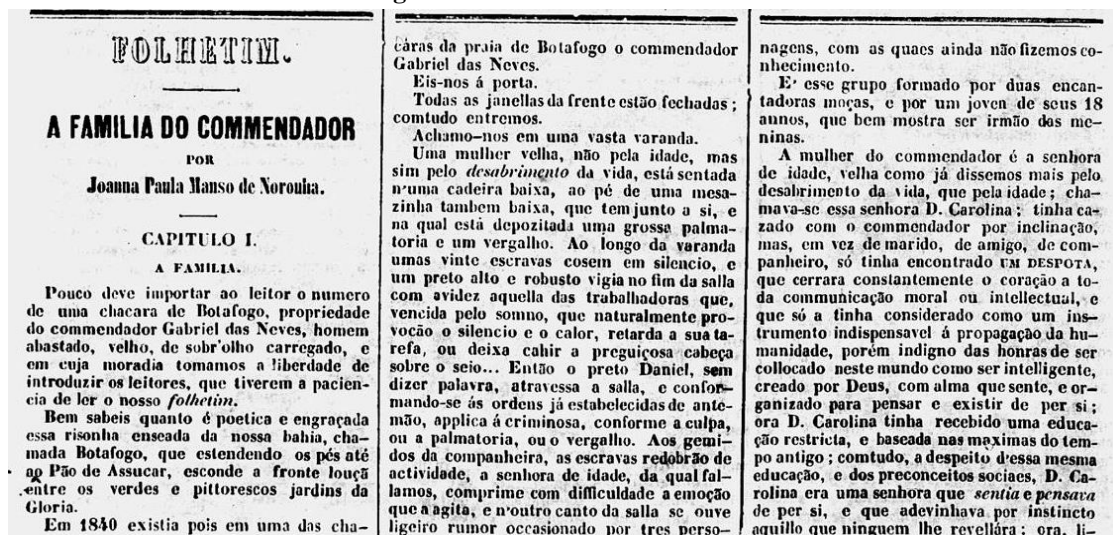 FOLHETIM.
A FAMILIA DO COMMENDADOR
POR
Joanna Paula Manso de Noronha.
CAPITULO I.
A FAMILIA.
Pouco deve importar ao leitor o numero
de uma chacara de Botafogo, propriedade
do commendador Gabriel das Neves, homem
abastado, velho, de sobr'olho carregado, e
em cuja moradia tomamos a liberdade de
introduzir os leitores, que tiverem a pacien-
cia de ler o nosso folhetim.
Bem sabeis quanto é poetica e engraçada
essa risonha enseada da nossa bahia, cha-
mada Botafogo, que estendendo os pés até
ao Pão de Assucar, esconde a fronte louçã
entre os verdes e pittorescos jardins da
Gloria.
Em 1840 existia pois em uma das cha-
cáras da praia de Botafogo o commendador
Gabriel das Neves.
Eis-nos á porta.
Todas as janellas da frente estão fechadas ;
comtudo entremos.
Achamo-nos em uma vasta varanda.
Uma mulher velha, não pela idade, mas
sim pelo desabrimento da vida, está sentada
n'uma cadeira baixa, ao pé de uma mesa-
zinha tambem baixa, que tem junto a si, e
na qual está depozitada uma grossa palma-
toria e um vergalho. Ao longo da varanda
umas vinte escravas cosem em silencio, e
um preto alto e robusto vigia no fim da salla
com avidez aquella das trabalhadoras que,
vencida pelo somno, que naturalmente pro-
vocão o silencio e o calor, retarda a sua ta-
refa, ou deixa cahir a preguiçosa cabeça
sobre o seio... Então o preto Daniel, sem
dizer palavra, atravessa a salla, e confor-
mando-se ás ordens já estabelecidas de ante-
mão, applica á criminosa, conforme a culpa,
ou a palmatoria, ou o vergalho. Aos gemi-
dos da companheira, as escravas redobrão de
actividade, a senhora de idade, da qual fal-
lamos, comprime com difficuldade a emoção
que a agita, e n'outro canto da salla se ouve
ligeiro rumor occasionado por tres perso-
nagens, com as quaes ainda não fizemos co-
nhecimento.
E' esse grupo formado por duas encan-
tadoras moças, e por um joven de seus 18
annos, que bem mostra ser irmão das me-
ninas.
A mulher do commendador é a senhora
de idade, velha como já dissemos mais pelo
desabrimento da vida, que pela idade ; cha-
mava-se essa senhora D. Carolina ; tinha ca-
zado com o commendador por inclinação,
mas, em vez de marido, de amigo, de com-
panheiro, só tinha encontrado UM DESPOTA,
que cerrara constantemente o coração a to-
da communicação moral ou intellectual, e
que só a tinha considerado como um ins-
trumento indispensavel á propagação da hu-
manidade, porém indigno das honras de ser
collocado neste mundo como ser intelligente,
creado por Deus, com alma que sente, e or-
ganizado para pensar e existir de per si ;
ora D. Carolina tinha recebido uma educa-
ção restricta, e baseada nas maximas do tem-
po antigo ; comtudo, a despeito d'essa mesma
educação, e dos preconceitos sociaes, D. Ca-
rolina era uma senhora que sentia e pensava
de per si, e que adevinhava por instincto
aquillo que ninguem lhe revellára ; ora, li-